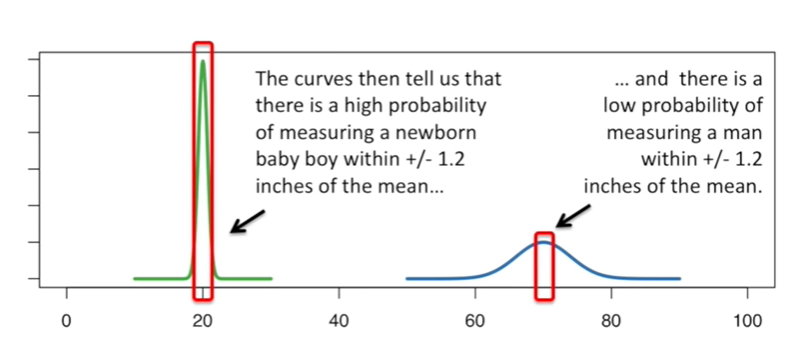 The curves then tell us that
there is a high probability
of measuring a newborn
baby boy within +/- 1.2
inches of the mean...
... and  there is a
low probability of
measuring a man
within +/- 1.2
inches of the mean.
0 20 40 60 80 100